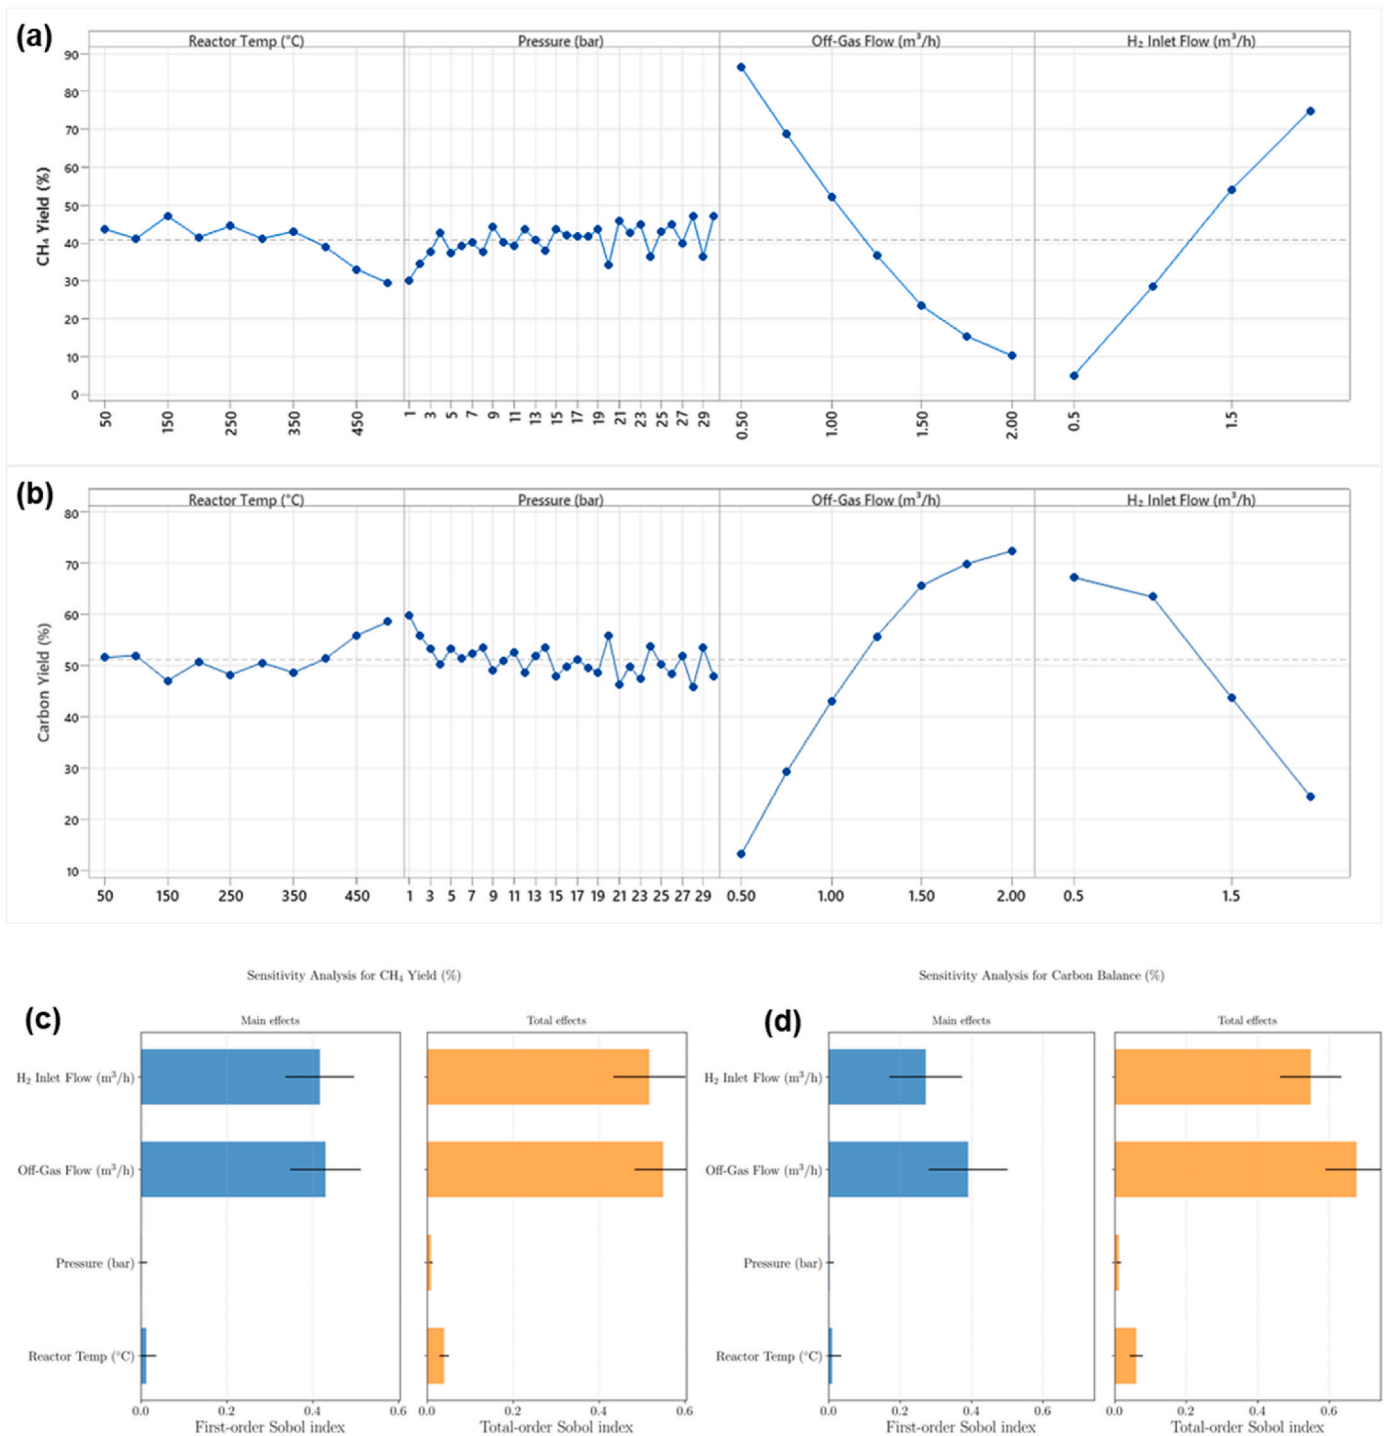 (a)
Reactor Temp (°C) Pressure (bar) Off-Gas Flow (m³/h) H₂ Inlet Flow (m³/h)
CH₄ Yield (%)
90
80
70
60
50
40
30
20
10
0
50 150 250 350 450 1 3 5 7 9 11 13 15 17 19 21 23 25 27 29 0.50 1.00 1.50 2.00 0.5 1.5
(b)
Reactor Temp (°C) Pressure (bar) Off-Gas Flow (m³/h) H₂ Inlet Flow (m³/h)
Carbon Yield (%)
80
70
60
50
40
30
20
10
50 150 250 350 450 1 3 5 7 9 11 13 15 17 19 21 23 25 27 29 0.50 1.00 1.50 2.00 0.5 1.5
Sensitivity Analysis for CH₄ Yield (%)
(c)
Main effects Total effects
H₂ Inlet Flow (m³/h)
Off-Gas Flow (m³/h)
Pressure (bar)
Reactor Temp (°C)
0.0 0.2 0.4 0.6 0.0 0.2 0.4 0.6
First-order Sobol index Total-order Sobol index
Sensitivity Analysis for Carbon Balance (%)
(d)
Main effects Total effects
H₂ Inlet Flow (m³/h)
Off-Gas Flow (m³/h)
Pressure (bar)
Reactor Temp (°C)
0.0 0.2 0.4 0.6 0.0 0.2 0.4 0.6
First-order Sobol index Total-order Sobol index